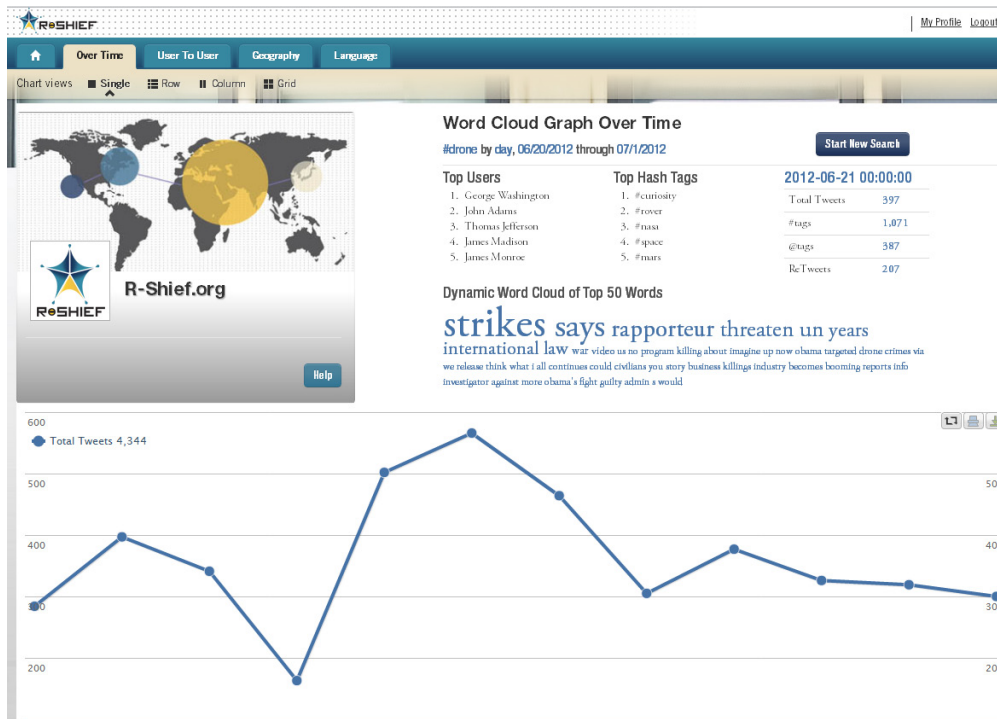 R-SHIEF
My Profile Logout
Over Time User To User Geography Language
Chart views Single Row Column Grid
Word Cloud Graph Over Time
#drone by day, 06/20/2012 through 07/1/2012
Start New Search
Top Users
1. George Washington
2. John Adams
3. Thomas Jefferson
4. James Madison
5. James Monroe
Top Hash Tags
1. #curiosity
2. #rover
3. #nasa
4. #space
5. #mars
2012-06-21 00:00:00
Total Tweets 397
#tags 1,071
@tags 387
ReTweets 207
R-SHIEF
R-Shief.org
Help
Dynamic Word Cloud of Top 50 Words
strikes says rapporteur threaten un years
international law war video us no program killing about imagine up now obama targeted drone crimes via
we release think what i all continues could civilians you story business killings industry becomes booming reports info
investigator against more obama's fight guilty admin s would
600
Total Tweets 4,344
500 50
400 40
300 30
200 20